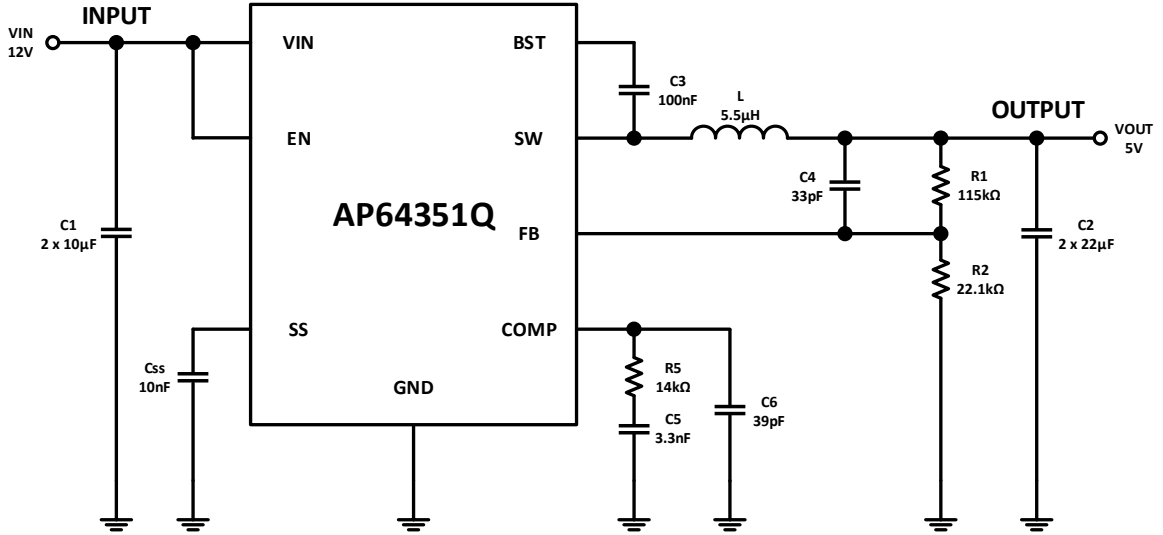 INPUT
VIN
12V
VIN
BST
C3
100nF
L
5.5µH
OUTPUT
VOUT
5V
EN
SW
C4
33pF
R1
115kΩ
AP64351Q
C1
2 x 10µF
FB
C2
2 x 22µF
R2
22.1kΩ
SS
COMP
Css
10nF
GND
R5
14kΩ
C5
3.3nF
C6
39pF